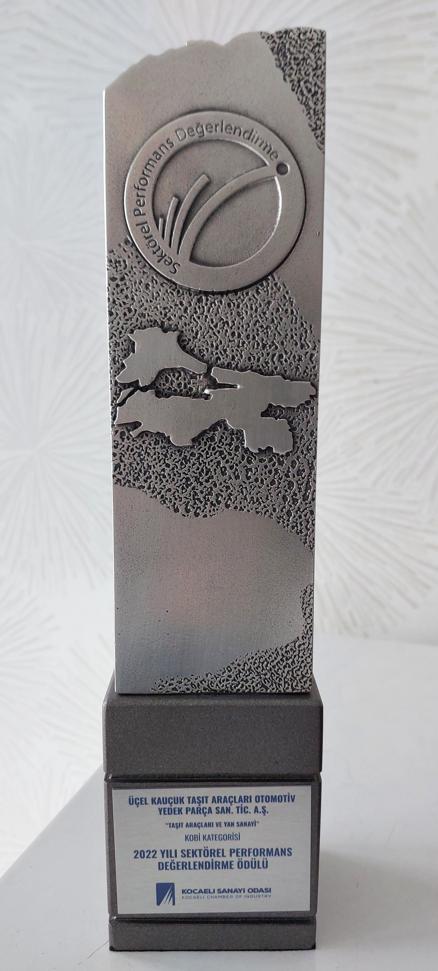 Sektörel Performans Değerlendirme
ÜÇEL KAUÇUK TAŞIT ARAÇLARI OTOMOTİV
YEDEK PARÇA SAN. TİC. A.Ş.
"TAŞIT ARAÇLARI VE YAN SANAYİ"
KOBİ KATEGORİSİ
2022 YILI SEKTÖREL PERFORMANS
DEĞERLENDİRME ÖDÜLÜ
KOCAELİ SANAYİ ODASI
KOCAELI CHAMBER OF INDUSTRY